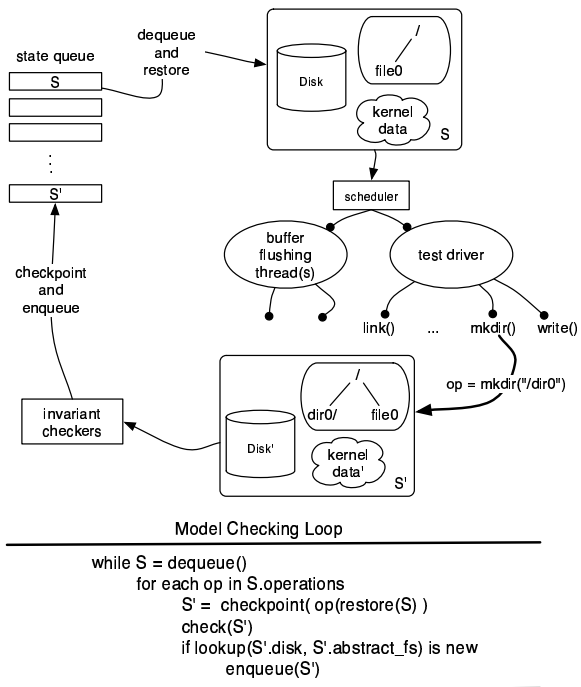 state queue
S
⋮
S'
dequeue
and
restore
Disk
/
file0
kernel
data
S
scheduler
buffer
flushing
thread(s)
test driver
link()
...
mkdir()
write()
op = mkdir("/dir0")
checkpoint
and
enqueue
invariant
checkers
Disk'
/
dir0/
file0
kernel
data'
S'
Model Checking Loop
while S = dequeue()
for each op in S.operations
S' = checkpoint( op(restore(S) )
check(S')
if lookup(S'.disk, S'.abstract_fs) is new
enqueue(S')